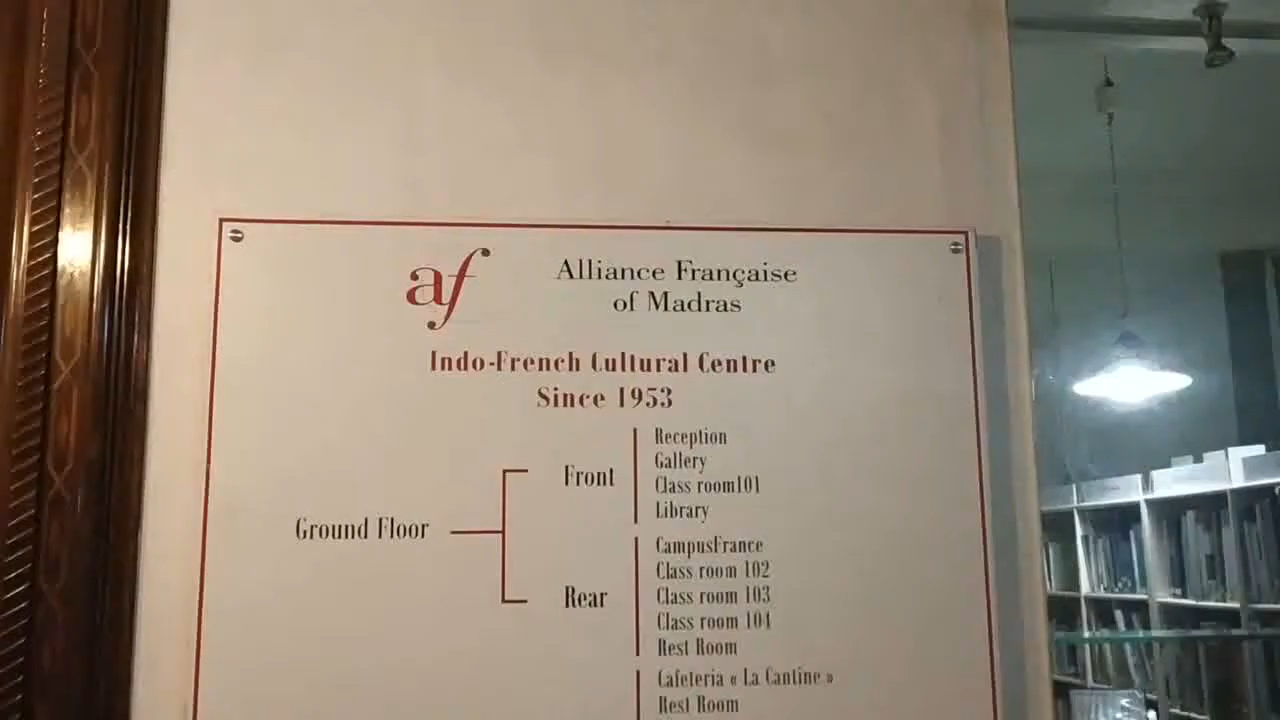 af
Alliance Française
of Madras
Indo-French Cultural Centre
Since 1953
Ground Floor
Front
Reception
Gallery
Class room101
Library
Rear
CampusFrance
Class room 102
Class room 103
Class room 104
Rest Room
Cafeteria « La Cantine »
Rest Room